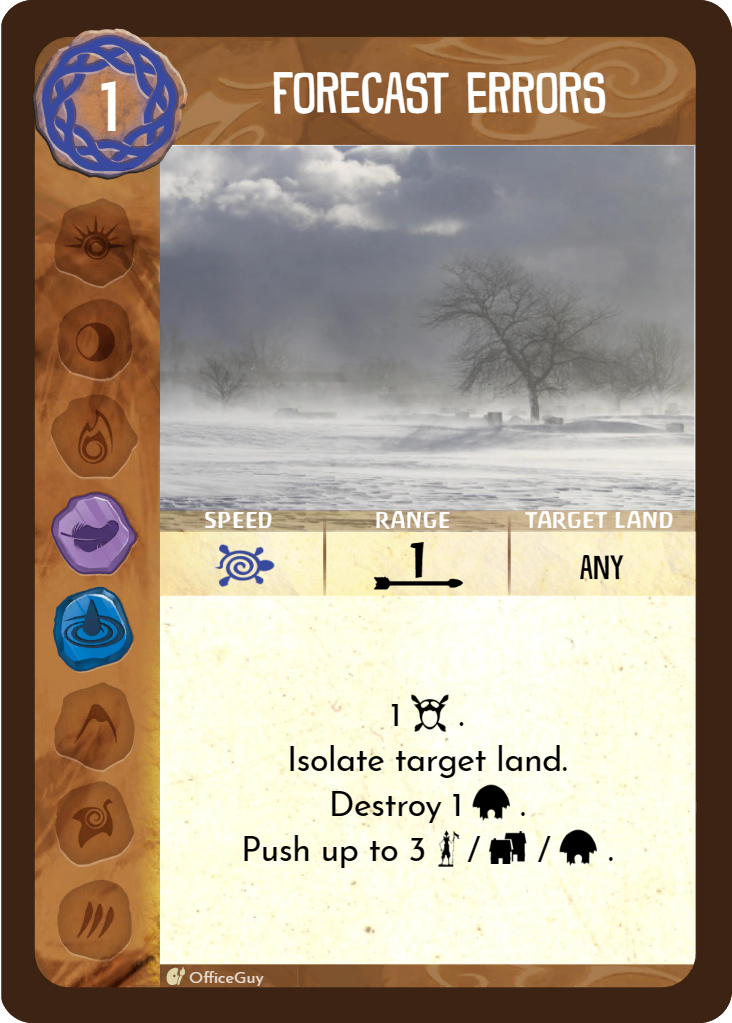 1
FORECAST ERRORS
SPEED RANGE TARGET LAND
1 ANY
1 .
Isolate target land.
Destroy 1 .
Push up to 3 / / .
OfficeGuy